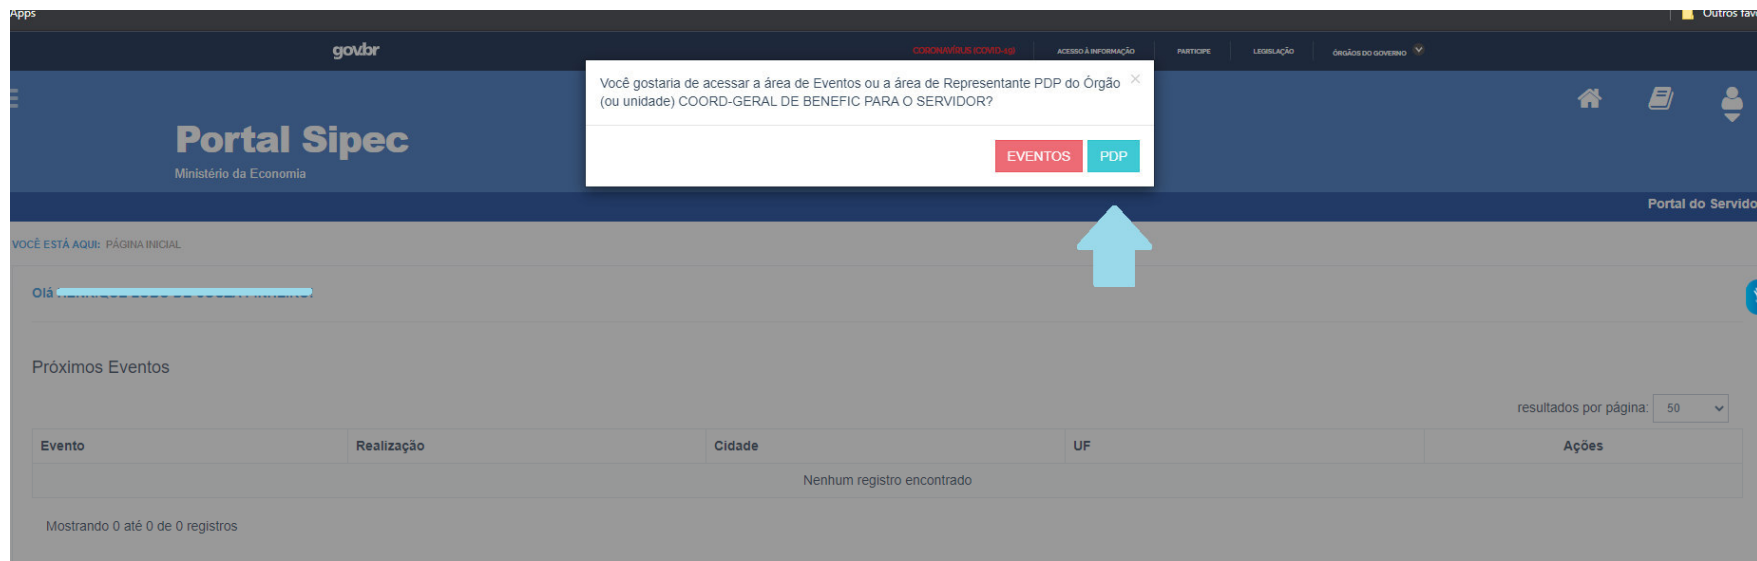 Apps
Outros fav
gov.br
CORONAVÍRUS (COVID-19)
ACESSO À INFORMAÇÃO
PARTICIPE
LEGISLAÇÃO
ÓRGÃOS DO GOVERNO
Você gostaria de acessar a área de Eventos ou a área de Representante PDP do Órgão
(ou unidade) COORD-GERAL DE BENEFIC PARA O SERVIDOR?
×
EVENTOS
PDP
Portal Sipec
Ministério da Economia
Portal do Servido
VOCÊ ESTÁ AQUI: PÁGINA INICIAL
Olá
Próximos Eventos
resultados por página: 50
Evento Realização Cidade UF Ações
Nenhum registro encontrado
Mostrando 0 até 0 de 0 registros